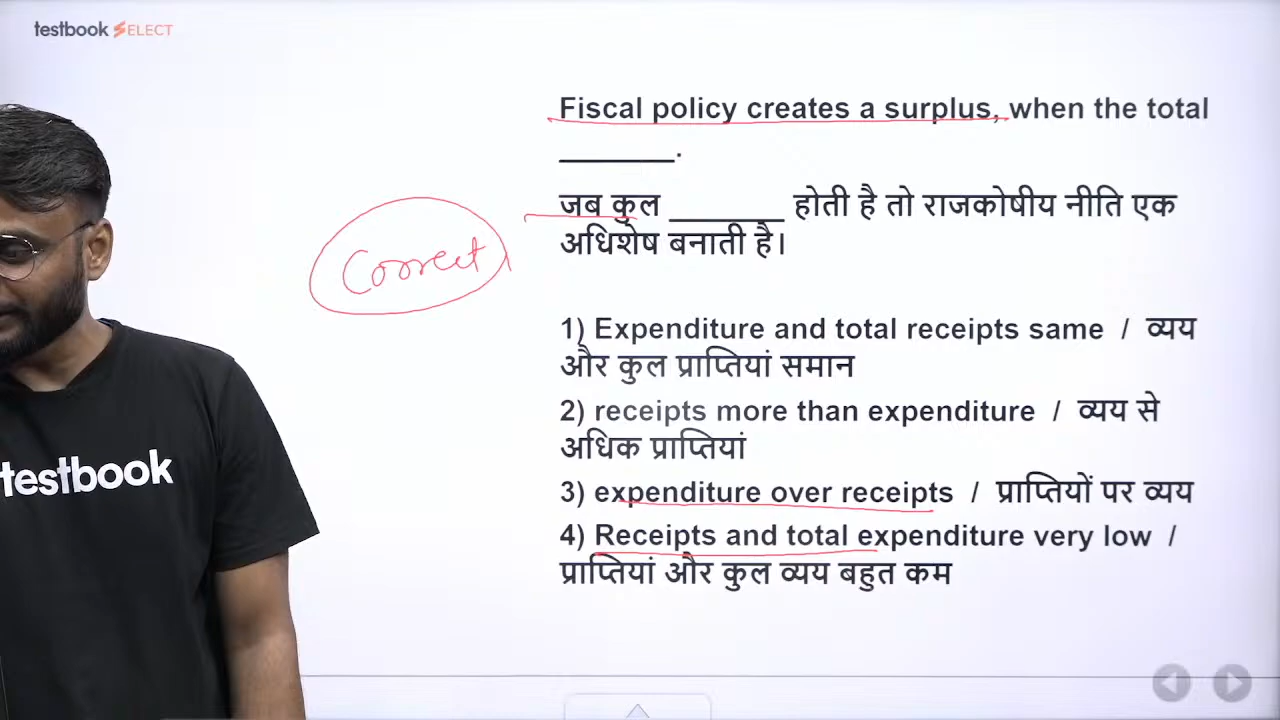 testbook SELECT
Fiscal policy creates a surplus, when the total
_______.
जब कुल _______ होती है तो राजकोषीय नीति एक
अधिशेष बनाती है।
Correct
1) Expenditure and total receipts same / व्यय
और कुल प्राप्तियां समान
2) receipts more than expenditure / व्यय से
अधिक प्राप्तियां
3) expenditure over receipts / प्राप्तियों पर व्यय
4) Receipts and total expenditure very low /
प्राप्तियां और कुल व्यय बहुत कम
testbook